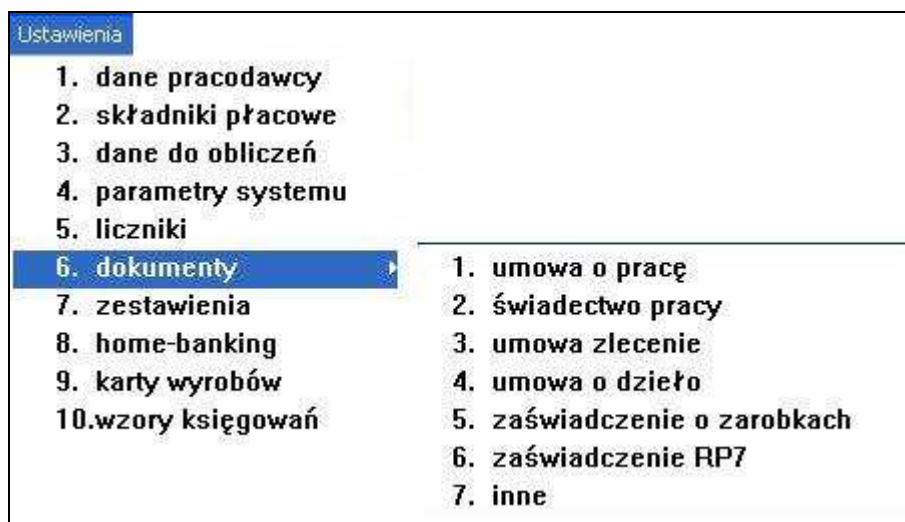 Ustawienia
1. dane pracodawcy
2. składniki płacowe
3. dane do obliczeń
4. parametry systemu
5. liczniki
6. dokumenty
7. zestawienia
8. home-banking
9. karty wyrobów
10.wzory księgowań
1. umowa o pracę
2. świadectwo pracy
3. umowa zlecenie
4. umowa o dzieło
5. zaświadczenie o zarobkach
6. zaświadczenie RP7
7. inne